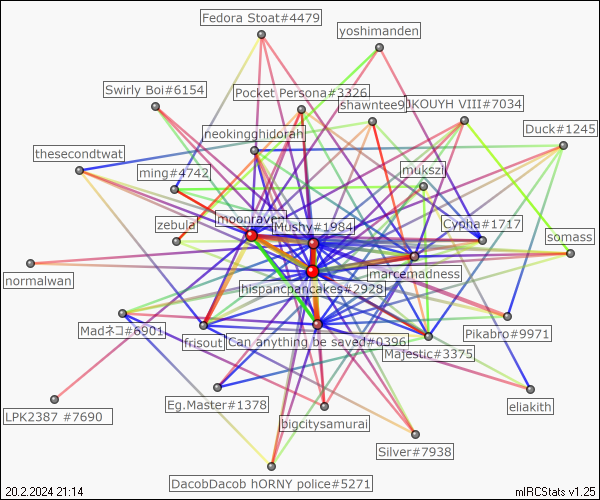 Fedora Stoat#4479
yoshimanden
Swirly Boi#6154
Pocket Persona#3326
shawntee9
JKOUYH VIII#7034
Duck#1245
neokingghidorah
thesecondtwat
ming#4742
mukszi
zebula
moonraven
Mushy#1984
Cypha#1717
somass
normalwan
marcemadness
hispancpancakes#2928
Madネコ#6901
frisout
Can anything be saved#0396
Majestic#3375
Pikabro#9971
LPK2387 #7690
Eg.Master#1378
bigcitysamurai
eliakith
Silver#7938
DacobDacob hORNY police#5271
20.2.2024 21:14
mIRCStats v1.25